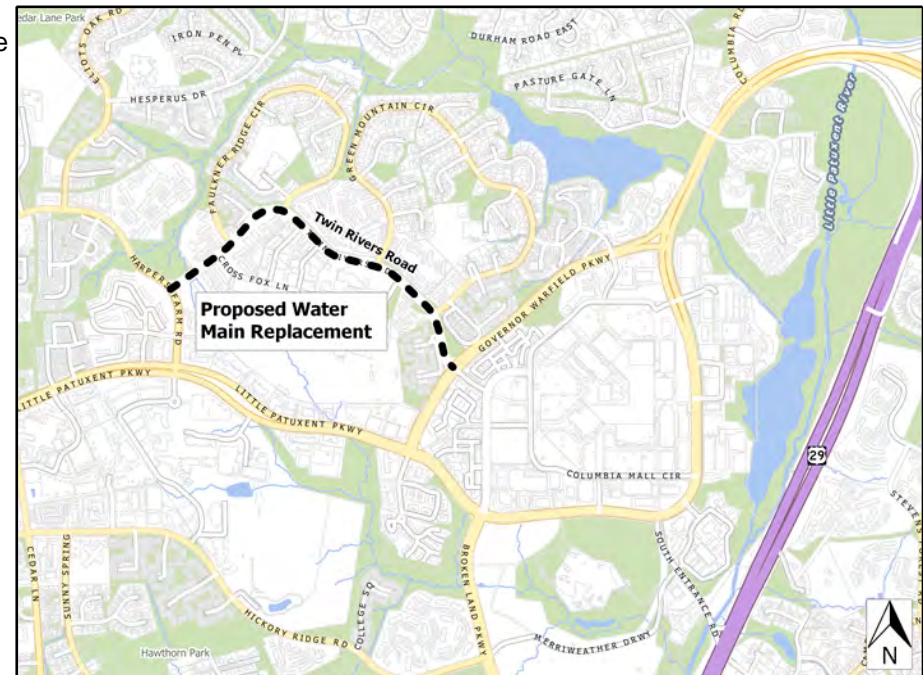 e
edar Lane Park
ELIOTS OAK RD
IRON PEN PL
HESPERUS DR
DURHAM ROAD EAST
PASTURE GATE LN
COLUMBIA RD
Little Patuxent River
FAULKNER RIDGE CIR
GREEN MOUNTAIN CIR
Twin Rivers Road
CROSS FOX LN
HARPERS FARM RD
Proposed Water
Main Replacement
GOVERNOR WARFIELD PKWY
LITTLE PATUXENT PKWY
LITTLE PATUXENT PKWY
COLUMBIA MALL CIR
29
STEVENS
CEDAR LN
SUNNY SPRING
HICKORY RIDGE RD
COLLEGE SQ
BROKEN LAND PKWY
SOUTH ENTRANCE RD
MERRIWEATHER DRWY
Hawthorn Park
N